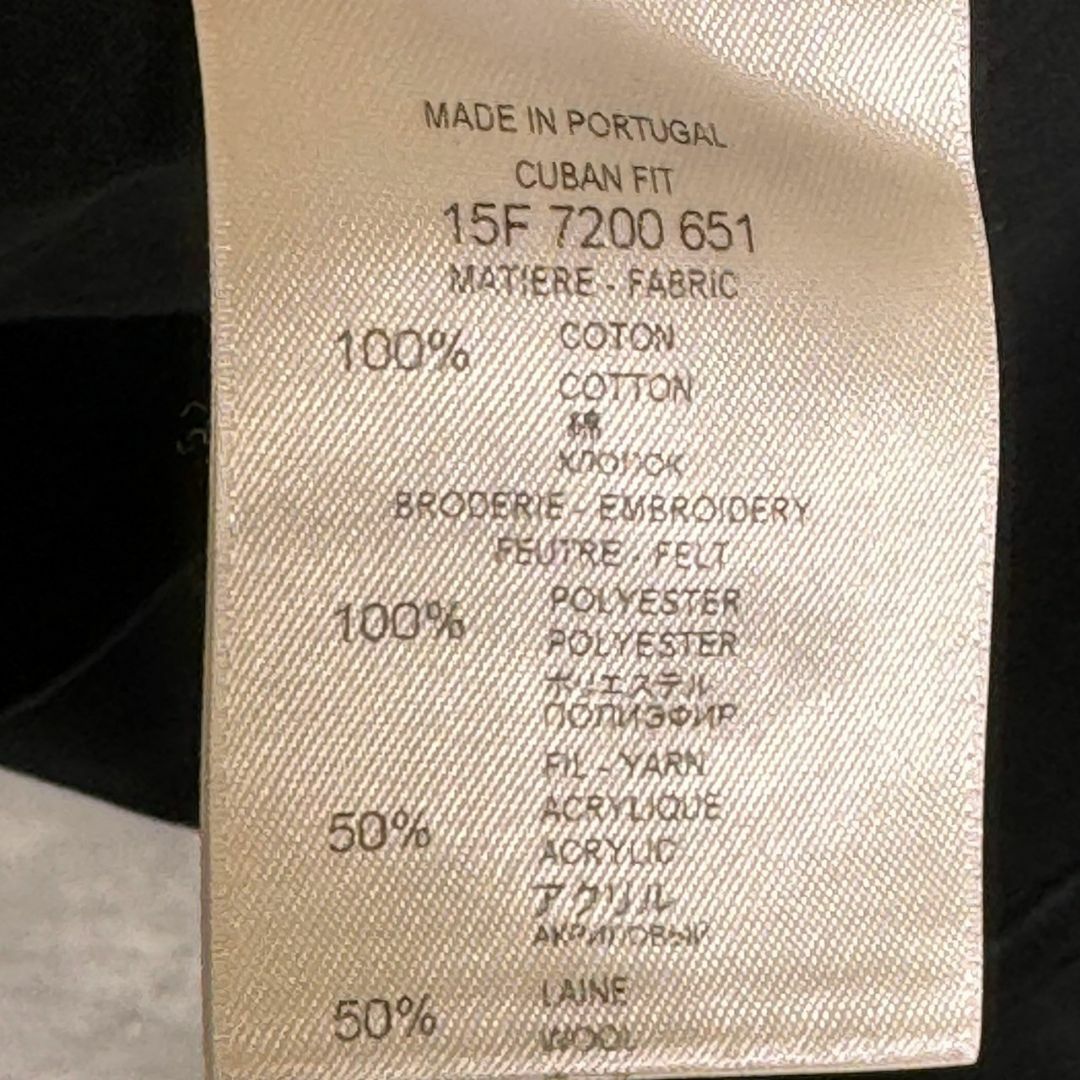 MADE IN PORTUGAL
CUBAN FIT
15F 7200 651
MATIERE - FABRIC
100% COTON
COTTON
綿
ХЛОПОК
BRODERIE - EMBROIDERY
FEUTRE - FELT
100% POLYESTER
POLYESTER
ポリエステル
ПОЛИЭФИР
FIL - YARN
50% ACRYLIQUE
ACRYLIC
アクリル
АКРИЛОВЫЙ
50% LAINE
WOOL